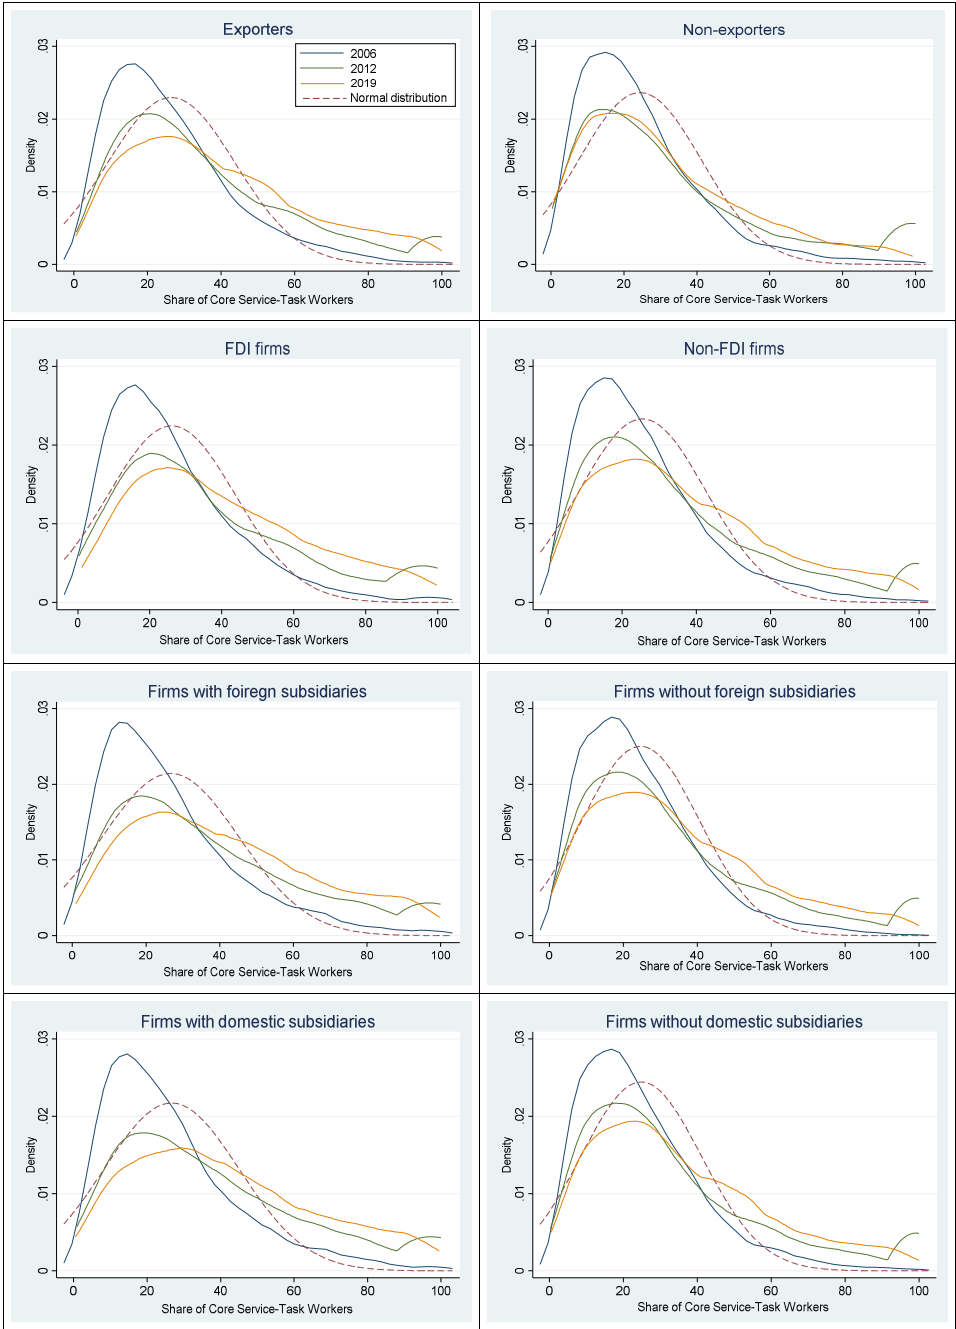 Exporters
.03
.02
.01
0
Density
2006
2012
2019
Normal distribution
0 20 40 60 80 100
Share of Core Service-Task Workers
Non-exporters
.03
.02
.01
0
Density
0 20 40 60 80 100
Share of Core Service-Task Workers
FDI firms
.03
.02
.01
0
Density
0 20 40 60 80 100
Share of Core Service-Task Workers
Non-FDI firms
.03
.02
.01
0
Density
0 20 40 60 80 100
Share of Core Service-Task Workers
Firms with foiregn subsidiaries
.03
.02
.01
0
Density
0 20 40 60 80 100
Share of Core Service-Task Workers
Firms without foreign subsidiaries
.03
.02
.01
0
Density
0 20 40 60 80 100
Share of Core Service-Task Workers
Firms with domestic subsidiaries
.03
.02
.01
0
Density
0 20 40 60 80 100
Share of Core Service-Task Workers
Firms without domestic subsidiaries
.03
.02
.01
0
Density
0 20 40 60 80 100
Share of Core Service-Task Workers